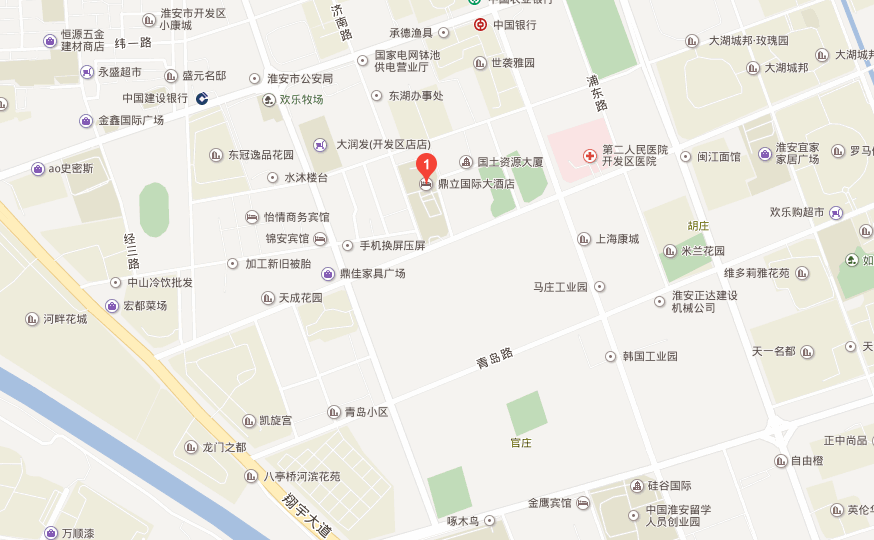 中国农业银行
淮安市开发区
小康城
济南路
承德渔具
中国银行
恒源五金
建材商店
纬一路
国家电网钵池
供电营业厅
世袭雅园
大湖城邦·玫瑰园
大湖城邦
大湖城邦
永盛超市
盛元名邸
淮安市公安局
浦东路
中国建设银行
欢乐牧场
东湖办事处
金鑫国际广场
大润发(开发区店店)
东冠逸品花园
1
国土资源大厦
第二人民医院
开发区医院
闽江面馆
淮安宜家
家居广场
罗马
ao史密斯
水沐楼台
鼎立国际大酒店
怡情商务宾馆
欢乐购超市
胡庄
经三路
锦安宾馆
手机换屏压屏
上海康城
米兰花园
如
加工新旧被胎
鼎佳家具广场
维多莉雅花苑
中山冷饮批发
马庄工业园
宏都菜场
天成花园
淮安正达建设
机械公司
河畔花城
青岛路
韩国工业园
天一名都
天
青岛小区
凯旋宫
官庄
龙门之都
正中尚品
自由橙
八亭桥河滨花苑
硅谷国际
翔宇大道
金鹰宾馆
中国淮安留学
人员创业园
英伦
啄木鸟
万顺漆